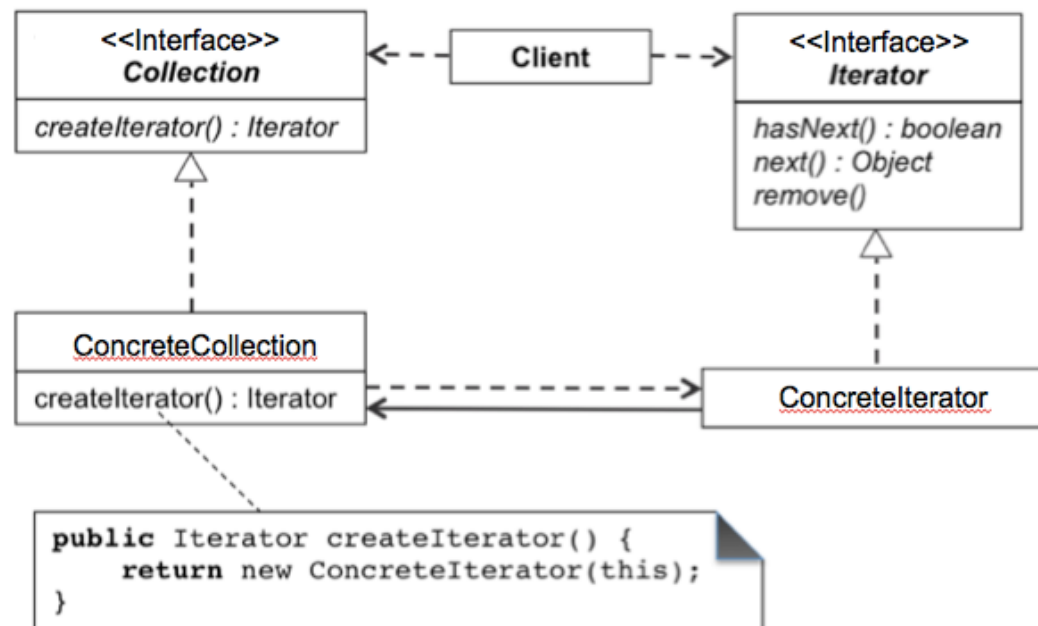 <<Interface>>
Collection
createIterator() : Iterator
Client
<<Interface>>
Iterator
hasNext() : boolean
next() : Object
remove()
ConcreteCollection
createIterator() : Iterator
ConcreteIterator
public Iterator createIterator() {
return new ConcreteIterator(this);
}